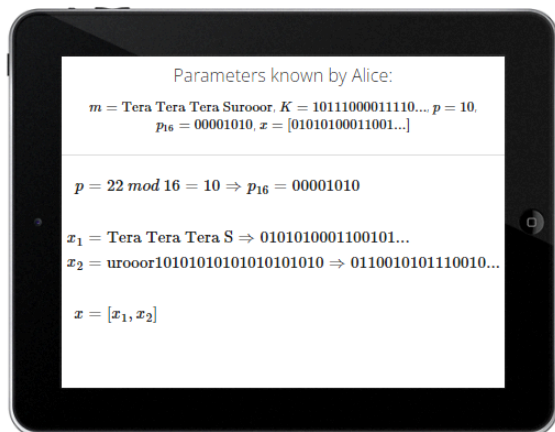 Parameters known by Alice:
m = Tera Tera Tera Surooor, K = 10111000011110..., p = 10,
p₁₆ = 00001010, x = [01010100011001...]
p = 22 mod 16 = 10 ⇒ p₁₆ = 00001010
x₁ = Tera Tera Tera S ⇒ 0101010001100101...
x₂ = urooor10101010101010101010 ⇒ 0110010101110010...
x = [x₁, x₂]